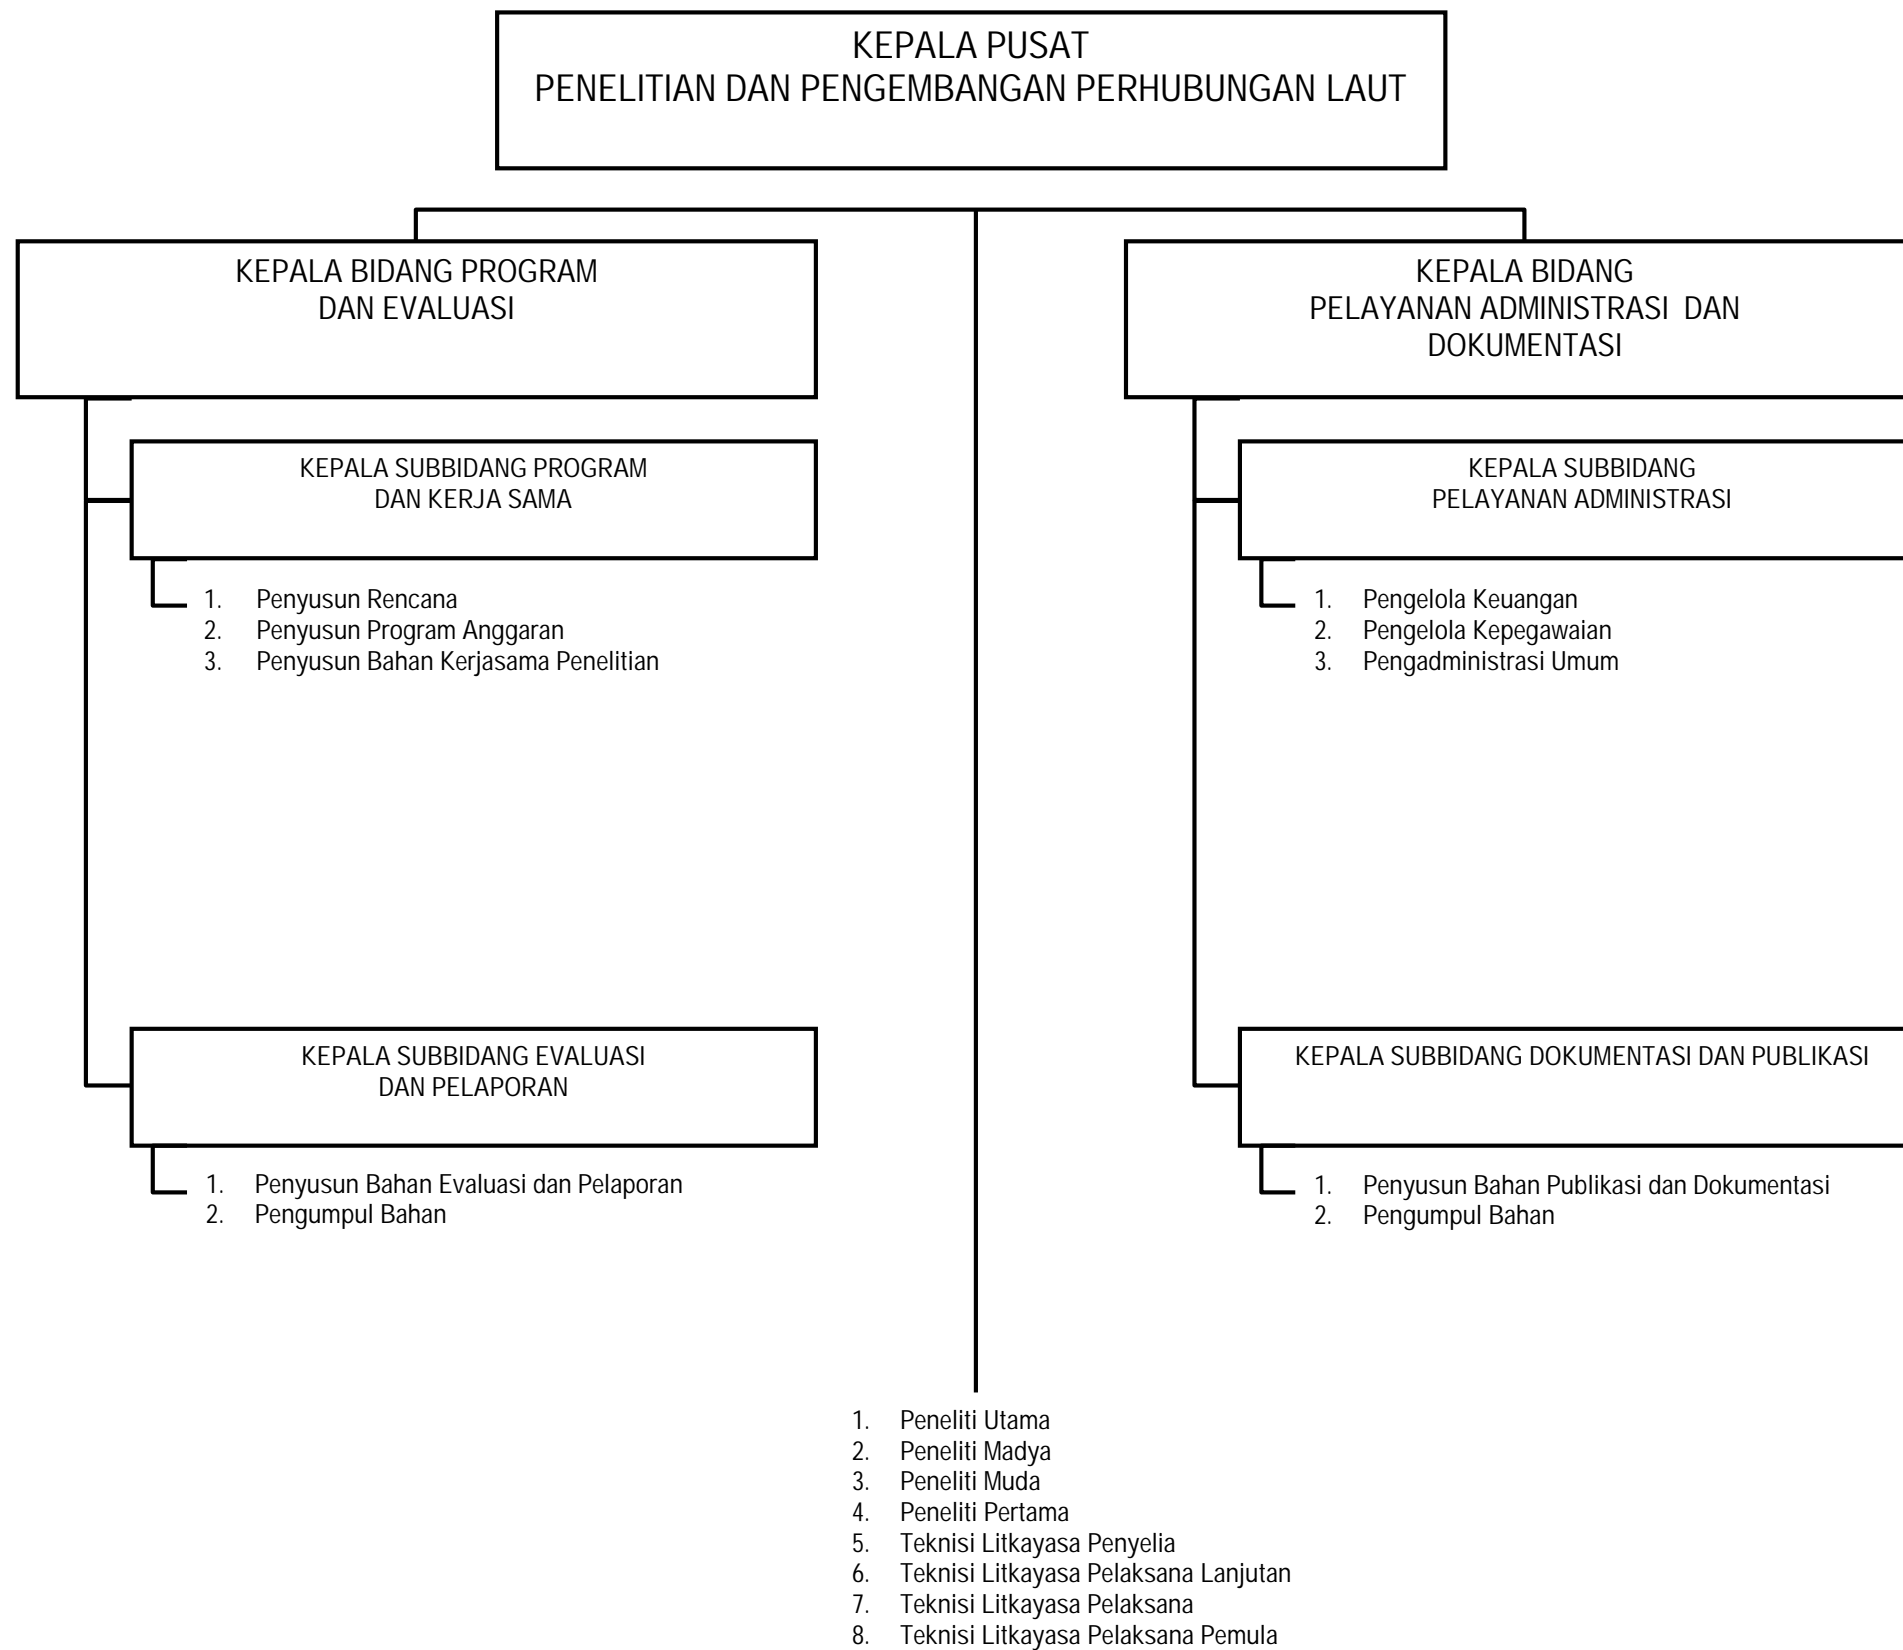 KEPALA PUSAT
PENELITIAN DAN PENGEMBANGAN PERHUBUNGAN LAUT
KEPALA BIDANG PROGRAM
DAN EVALUASI
KEPALA SUBBIDANG PROGRAM
DAN KERJA SAMA
1. Penyusun Rencana
2. Penyusun Program Anggaran
3. Penyusun Bahan Kerjasama Penelitian
KEPALA SUBBIDANG EVALUASI
DAN PELAPORAN
1. Penyusun Bahan Evaluasi dan Pelaporan
2. Pengumpul Bahan
KEPALA BIDANG
PELAYANAN ADMINISTRASI DAN
DOKUMENTASI
KEPALA SUBBIDANG
PELAYANAN ADMINISTRASI
1. Pengelola Keuangan
2. Pengelola Kepegawaian
3. Pengadministrasi Umum
KEPALA SUBBIDANG DOKUMENTASI DAN PUBLIKASI
1. Penyusun Bahan Publikasi dan Dokumentasi
2. Pengumpul Bahan
1. Peneliti Utama
2. Peneliti Madya
3. Peneliti Muda
4. Peneliti Pertama
5. Teknisi Litkayasa Penyelia
6. Teknisi Litkayasa Pelaksana Lanjutan
7. Teknisi Litkayasa Pelaksana
8. Teknisi Litkayasa Pelaksana Pemula